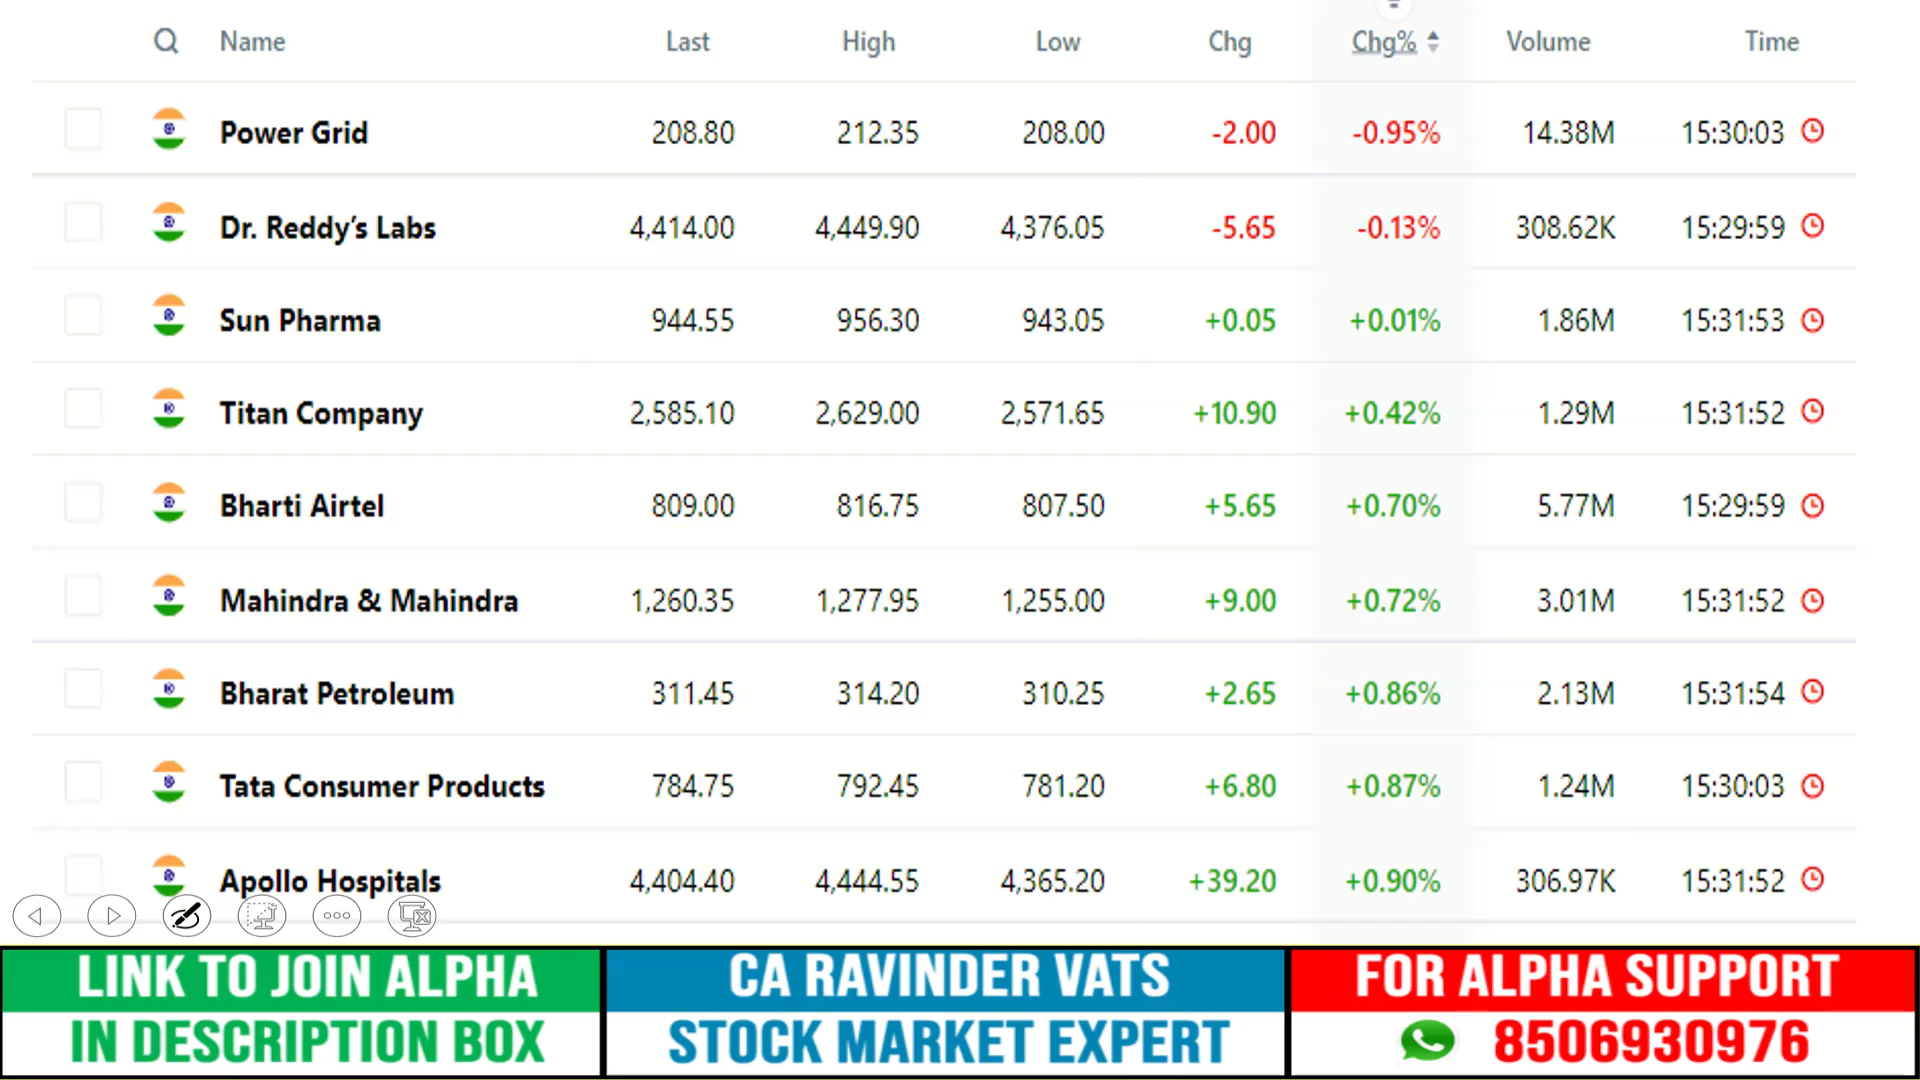 Name Last High Low Chg Chg% Volume Time
Power Grid 208.80 212.35 208.00 -2.00 -0.95% 14.38M 15:30:03
Dr. Reddy's Labs 4,414.00 4,449.90 4,376.05 -5.65 -0.13% 308.62K 15:29:59
Sun Pharma 944.55 956.30 943.05 +0.05 +0.01% 1.86M 15:31:53
Titan Company 2,585.10 2,629.00 2,571.65 +10.90 +0.42% 1.29M 15:31:52
Bharti Airtel 809.00 816.75 807.50 +5.65 +0.70% 5.77M 15:29:59
Mahindra & Mahindra 1,260.35 1,277.95 1,255.00 +9.00 +0.72% 3.01M 15:31:52
Bharat Petroleum 311.45 314.20 310.25 +2.65 +0.86% 2.13M 15:31:54
Tata Consumer Products 784.75 792.45 781.20 +6.80 +0.87% 1.24M 15:30:03
Apollo Hospitals 4,404.40 4,444.55 4,365.20 +39.20 +0.90% 306.97K 15:31:52
LINK TO JOIN ALPHA
IN DESCRIPTION BOX
CA RAVINDER VATS
STOCK MARKET EXPERT
FOR ALPHA SUPPORT
8506930976